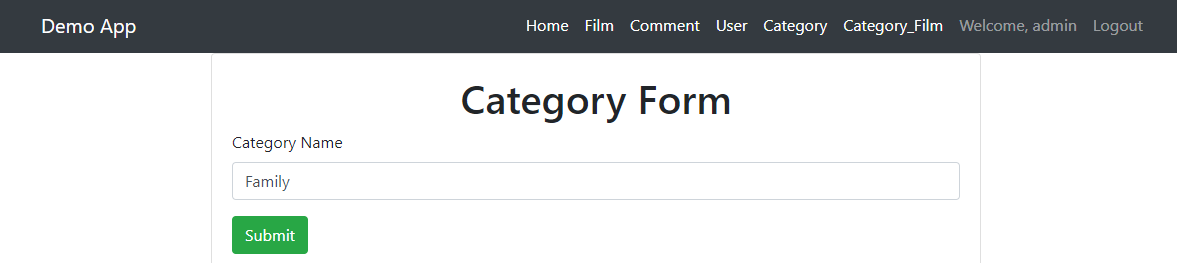 Demo App Home Film Comment User Category Category_Film Welcome, admin Logout
Category Form
Category Name
Family
Submit